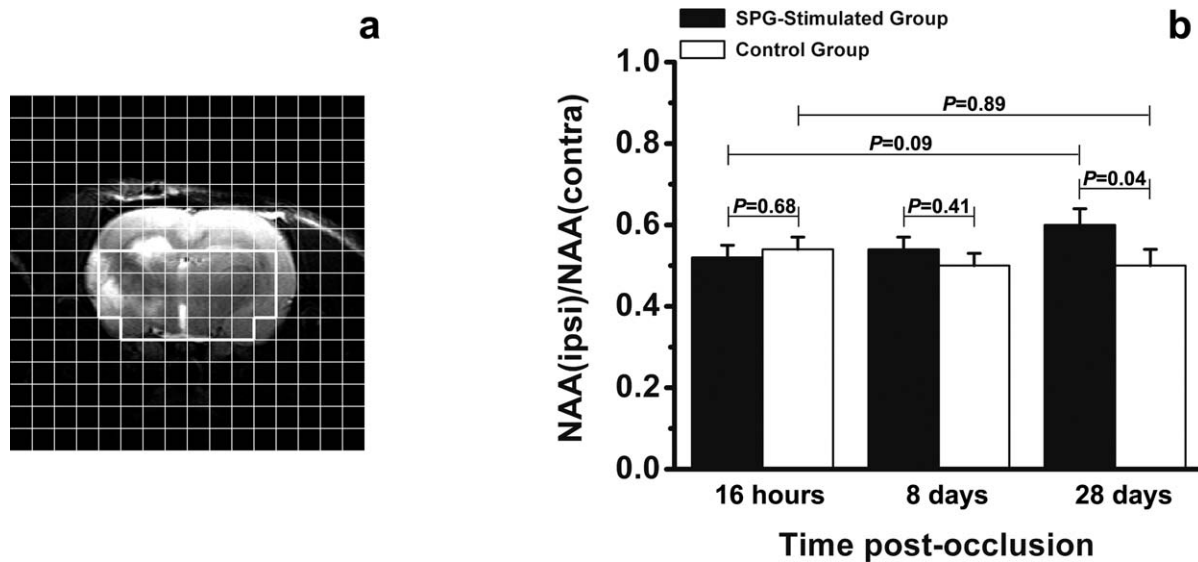 a
SPG-Stimulated Group
Control Group
b
NAA(ipsi)/NAA(contra)
1.0
0.8
0.6
0.4
0.2
0.0
P=0.89
P=0.09
P=0.04
P=0.68
P=0.41
16 hours
8 days
28 days
Time post-occlusion